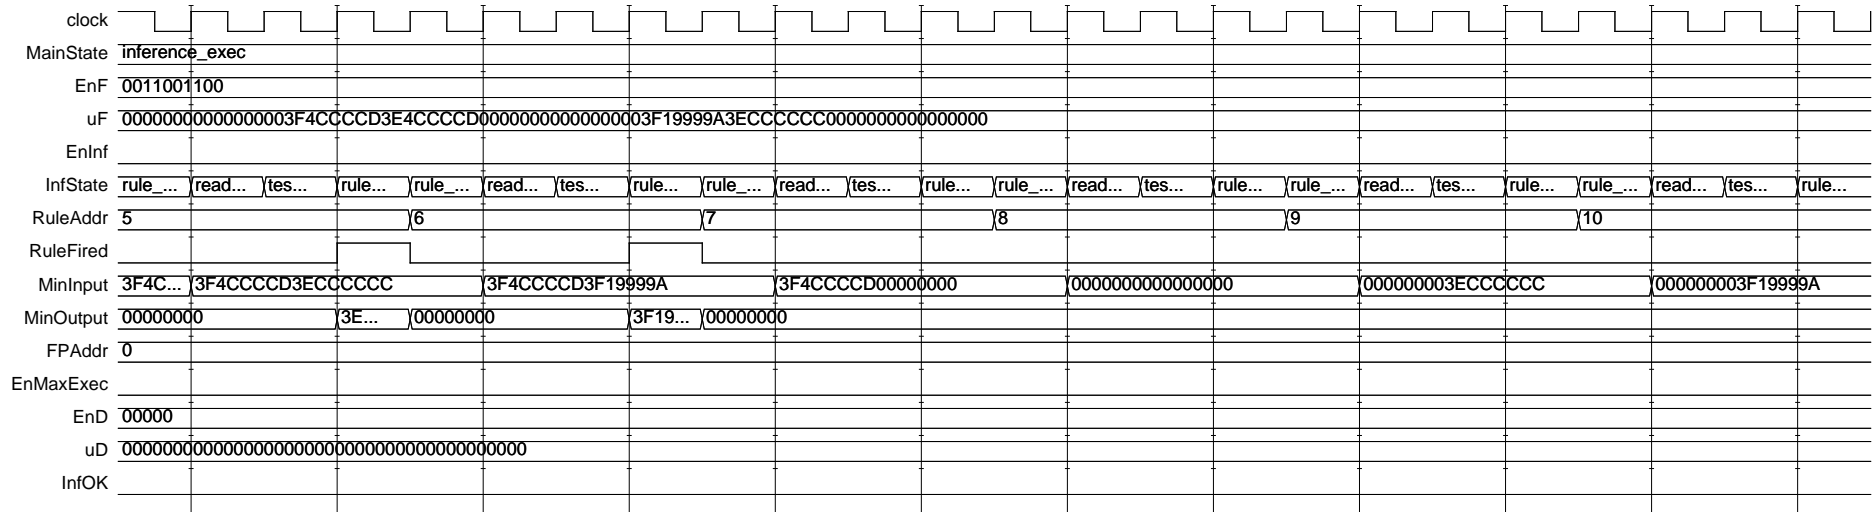 clock
MainState inference_exec
EnF 0011001100
uF 00000000000000003F4CCCCD3E4CCCCD00000000000000003F19999A3ECCCCCC0000000000000000
EnInf
InfState rule_... read... tes... rule... rule_... read... tes... rule... rule_... read... tes... rule... rule_... read... tes... rule... rule_... read... tes... rule... rule_... read... tes... rule...
RuleAddr 5 6 7 8 9 10
RuleFired
MinInput 3F4C... 3F4CCCCD3ECCCCCC 3F4CCCCD3F19999A 3F4CCCCD00000000 0000000000000000 000000003ECCCCCC 000000003F19999A
MinOutput 00000000 3E... 00000000 3F19... 00000000
FPAddr 0
EnMaxExec
EnD 00000
uD 0000000000000000000000000000000000000000
InfOK